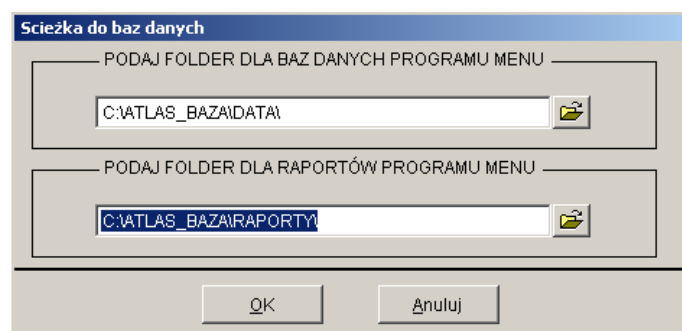 Scieżka do baz danych
PODAJ FOLDER DLA BAZ DANYCH PROGRAMU MENU
C:\ATLAS_BAZA\DATA\
PODAJ FOLDER DLA RAPORTÓW PROGRAMU MENU
C:\ATLAS_BAZA\RAPORTY\
OK
Anuluj